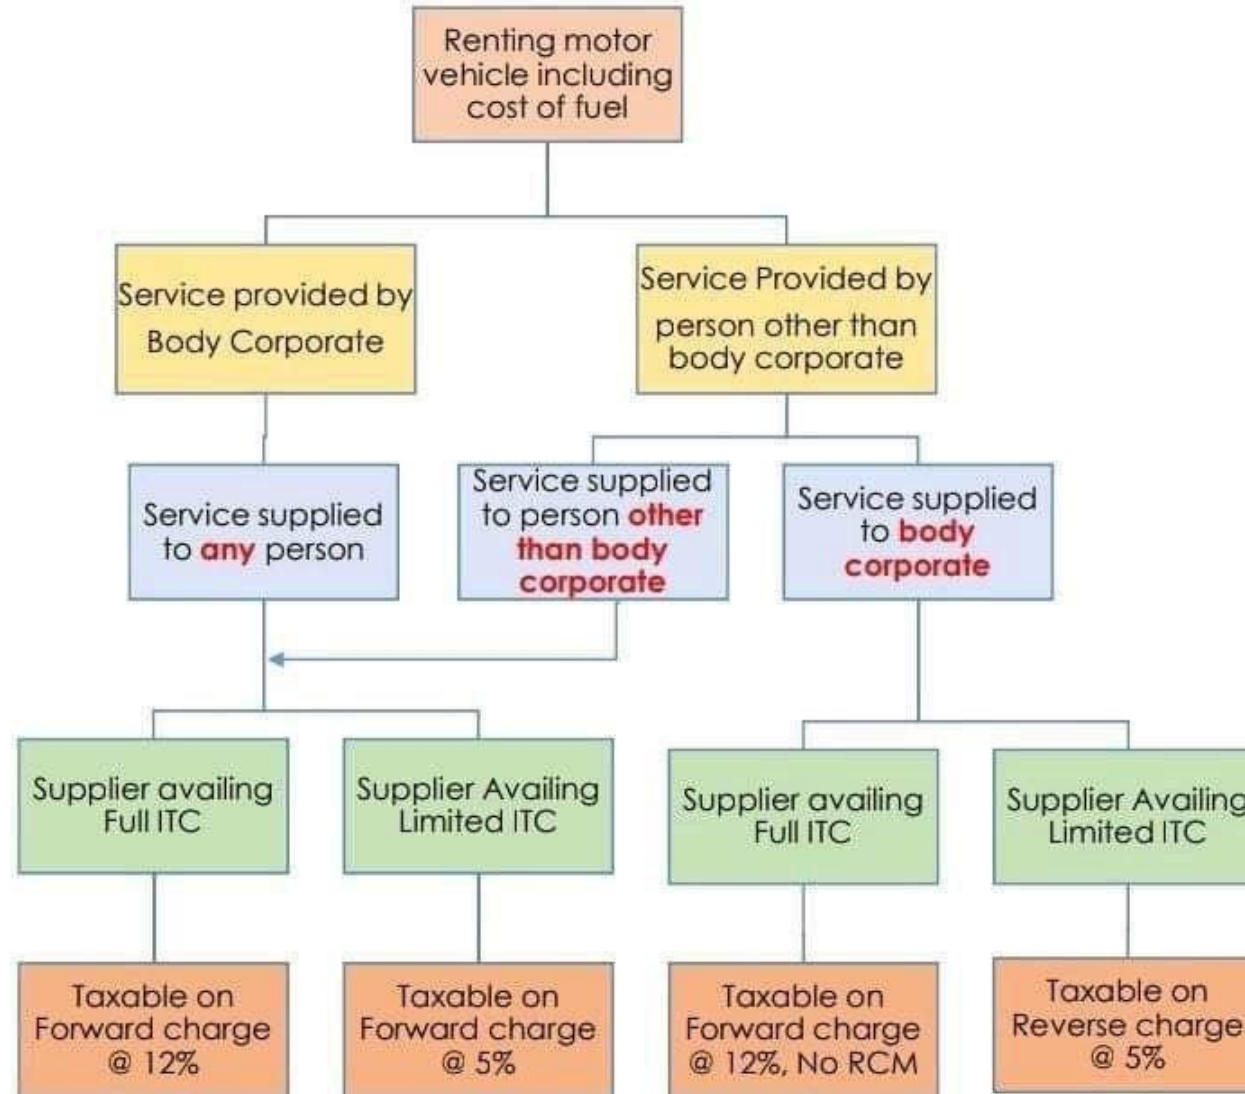 Renting motor
vehicle including
cost of fuel
Service provided by
Body Corporate
Service Provided by
person other than
body corporate
Service supplied
to any person
Service supplied
to person other
than body
corporate
Service supplied
to body
corporate
Supplier availing
Full ITC
Supplier Availing
Limited ITC
Supplier availing
Full ITC
Supplier Availing
Limited ITC
Taxable on
Forward charge
@ 12%
Taxable on
Forward charge
@ 5%
Taxable on
Forward charge
@ 12%, No RCM
Taxable on
Reverse charge
@ 5%